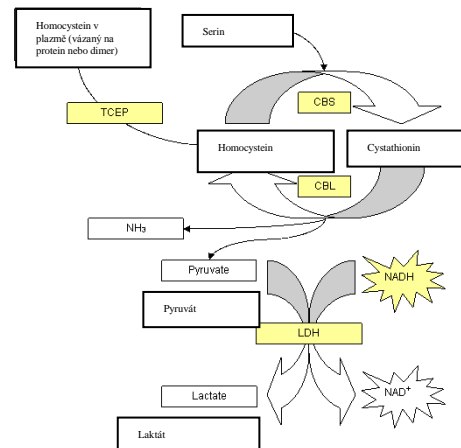 Homocystein v
plazmě (vázaný na
protein nebo dimer)
Serin
TCEP
CBS
Homocystein
Cystathionin
CBL
NH₃
Pyruvate
NADH
Pyruvát
LDH
Lactate
NAD⁺
Laktát